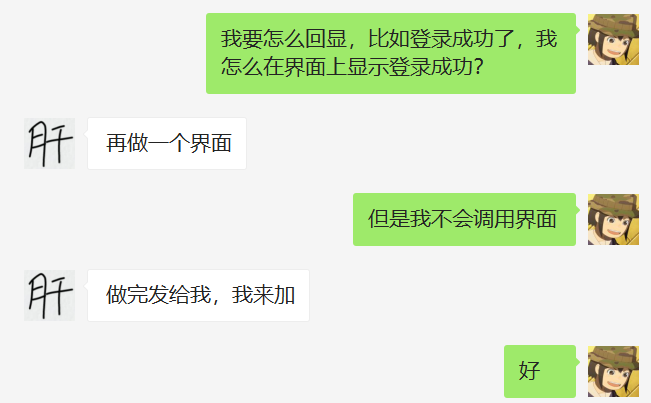 我要怎么回显，比如登录成功了，我
怎么在界面上显示登录成功？
肝
再做一个界面
但是我不会调用界面
肝
做完发给我，我来加
好